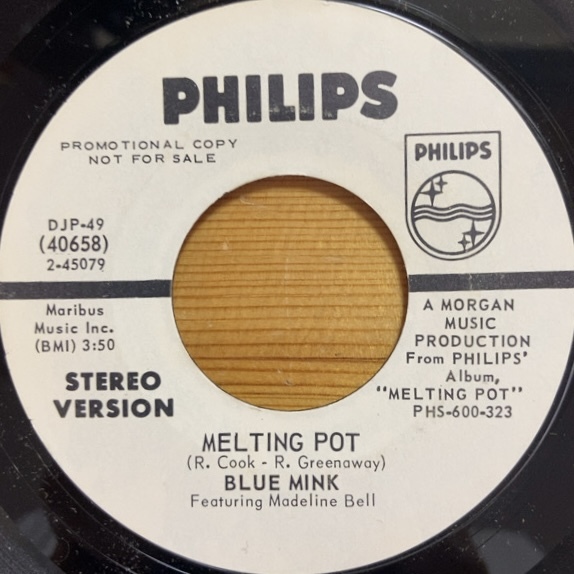 PHILIPS
PROMOTIONAL COPY
NOT FOR SALE
PHILIPS
DJP-49
(40658)
2-45079
Maribus
Music Inc.
(BMI) 3:50
STEREO
VERSION
A MORGAN
MUSIC
PRODUCTION
From PHILIPS'
Album,
"MELTING POT"
PHS-600-323
MELTING POT
(R. Cook - R. Greenaway)
BLUE MINK
Featuring Madeline Bell